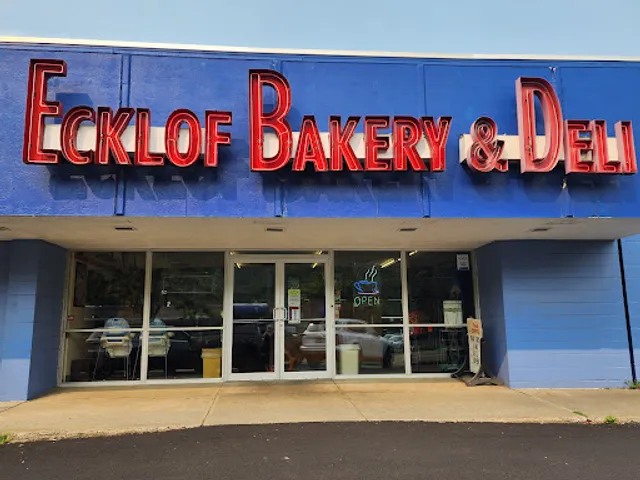 ECKLOF BAKERY & DELI
OPEN